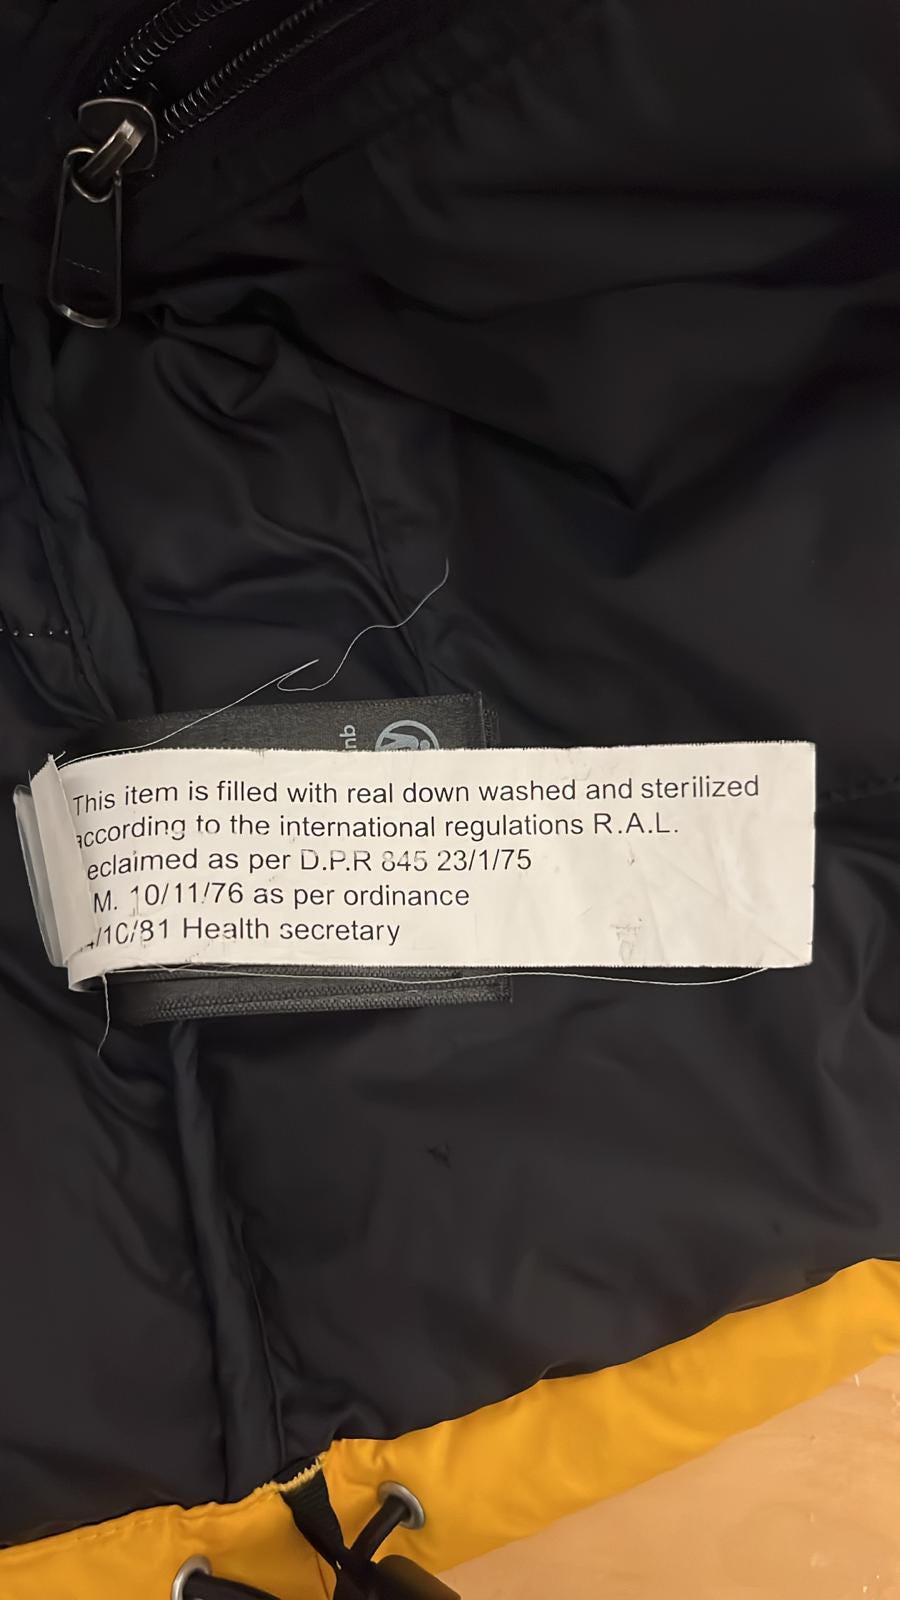 This item is filled with real down washed and sterilized
according to the international regulations R.A.L.
eclaimed as per D.P.R 845 23/1/75
M. 10/11/76 as per ordinance
/10/81 Health secretary